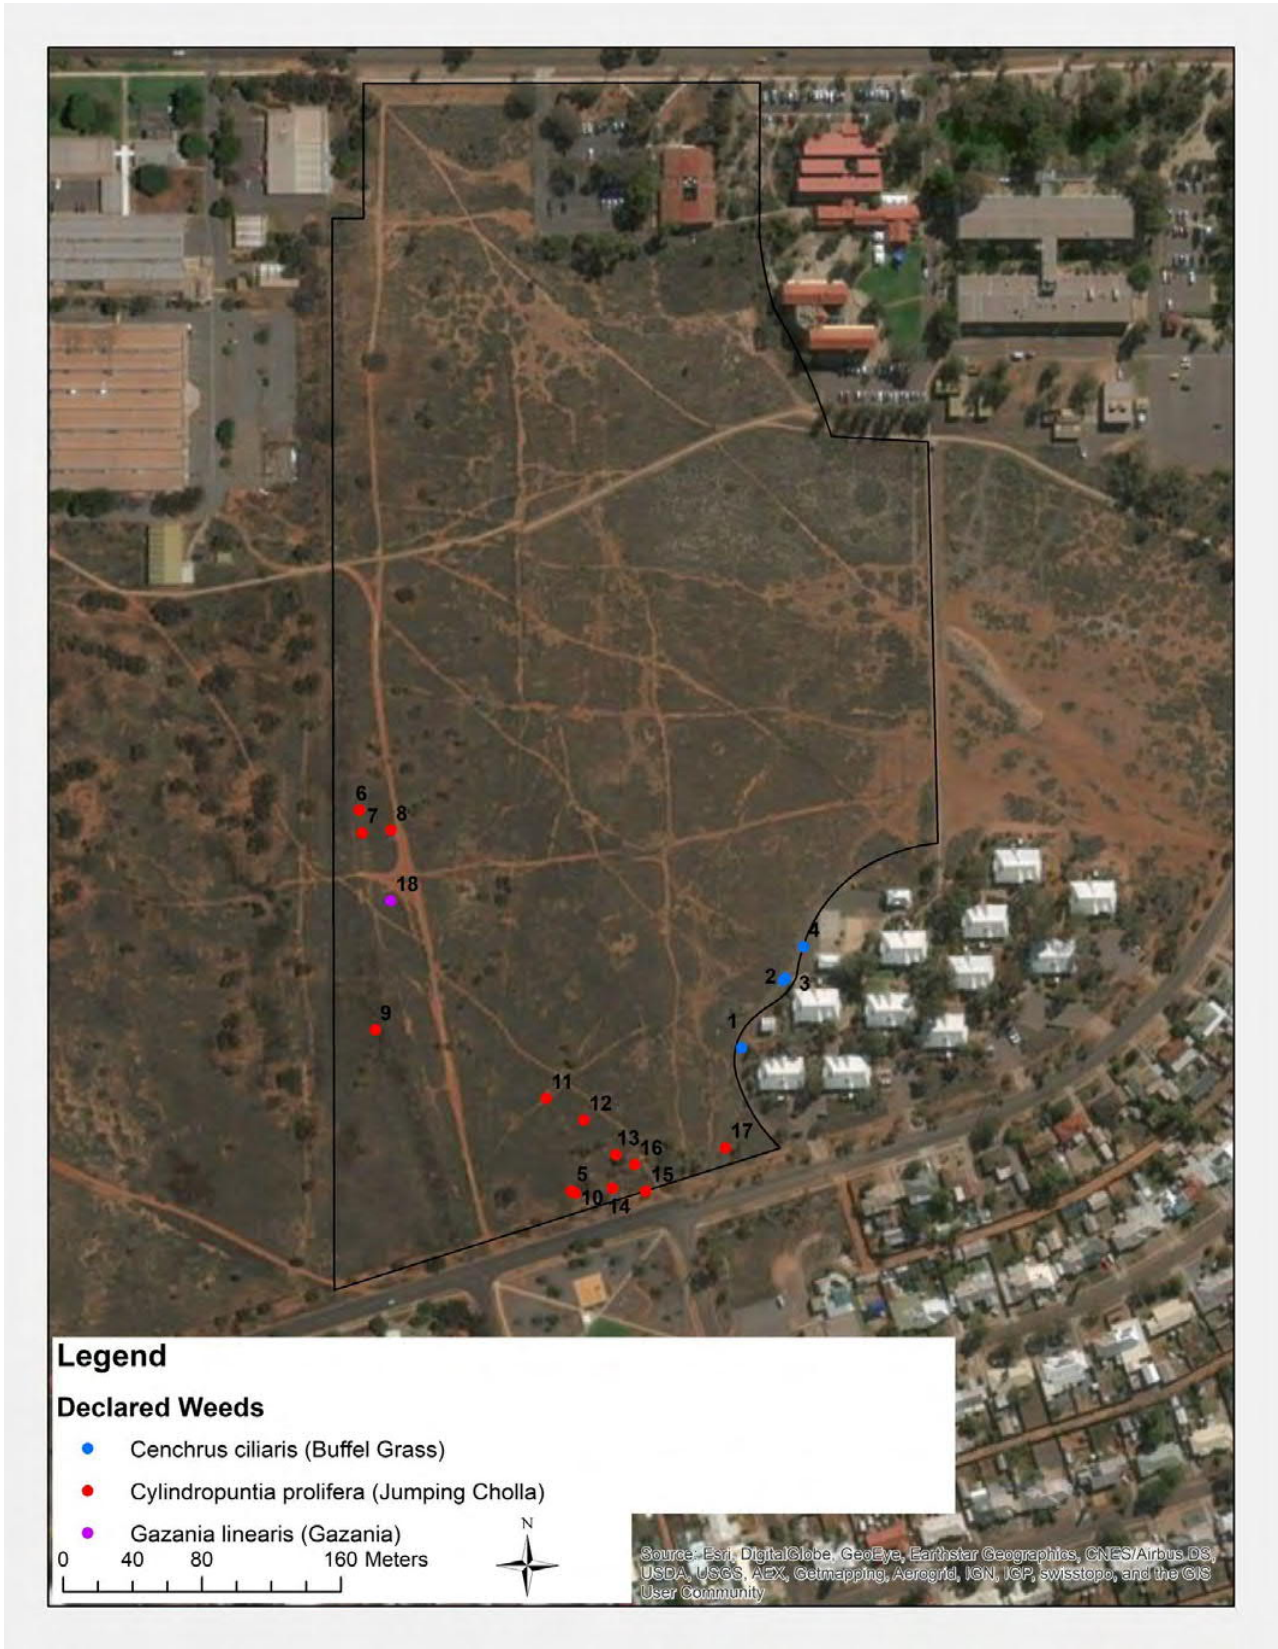 6
7 8
18
4
2
3
1
9
11
12
13
16
17
5
15
10
14
Legend
Declared Weeds
Cenchrus ciliaris (Buffel Grass)
Cylindropuntia prolifera (Jumping Cholla)
Gazania linearis (Gazania)
N
0 40 80 160 Meters
Source: Esri, DigitalGlobe, GeoEye, Earthstar Geographics, CNES/Airbus DS,
USDA, USGS, AEX, Getmapping, Aerogrid, IGN, IGP, swisstopo, and the GIS
User Community